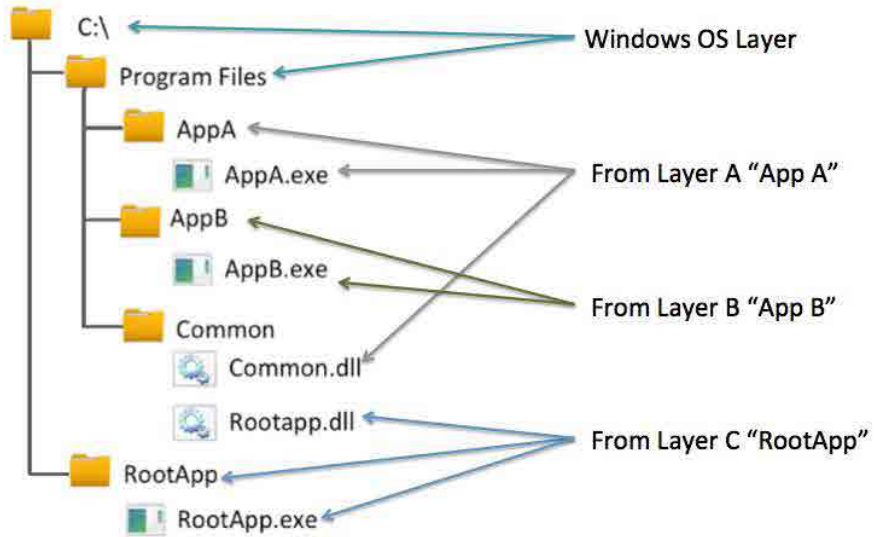 C:\
Windows OS Layer
Program Files
AppA
AppA.exe
From Layer A “App A”
AppB
AppB.exe
From Layer B “App B”
Common
Common.dll
Rootapp.dll
From Layer C “RootApp”
RootApp
RootApp.exe